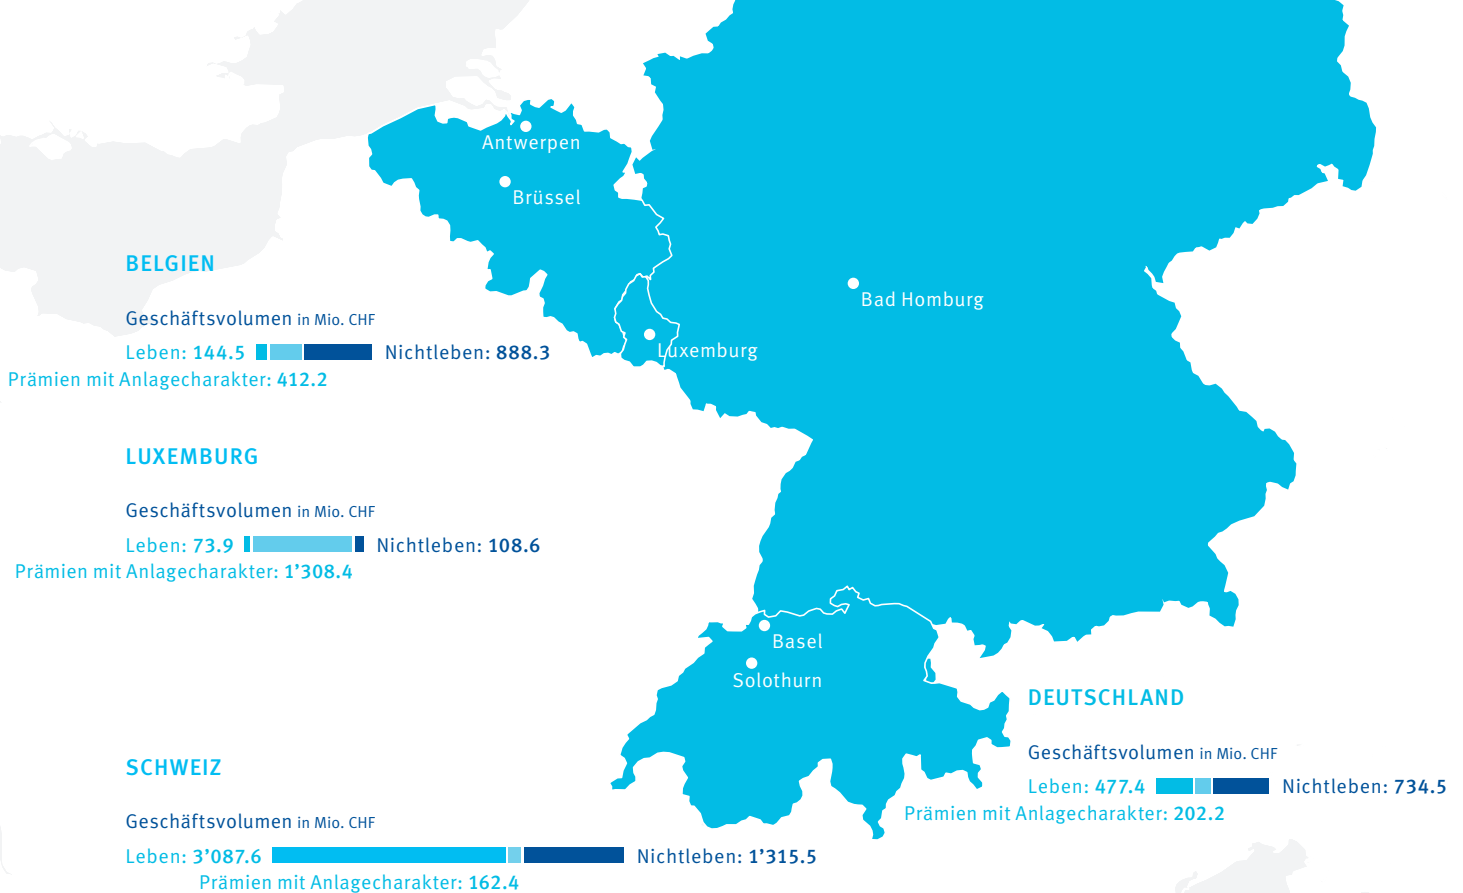 Antwerpen
Brüssel
BELGIEN
Bad Homburg
Geschäftsvolumen in Mio. CHF
Leben: 144.5 Nichtleben: 888.3
Luxemburg
Prämien mit Anlagecharakter: 412.2
LUXEMBURG
Geschäftsvolumen in Mio. CHF
Leben: 73.9 Nichtleben: 108.6
Prämien mit Anlagecharakter: 1’308.4
Basel
Solothurn
DEUTSCHLAND
Geschäftsvolumen in Mio. CHF
Leben: 477.4 Nichtleben: 734.5
Prämien mit Anlagecharakter: 202.2
SCHWEIZ
Geschäftsvolumen in Mio. CHF
Leben: 3’087.6 Nichtleben: 1’315.5
Prämien mit Anlagecharakter: 162.4